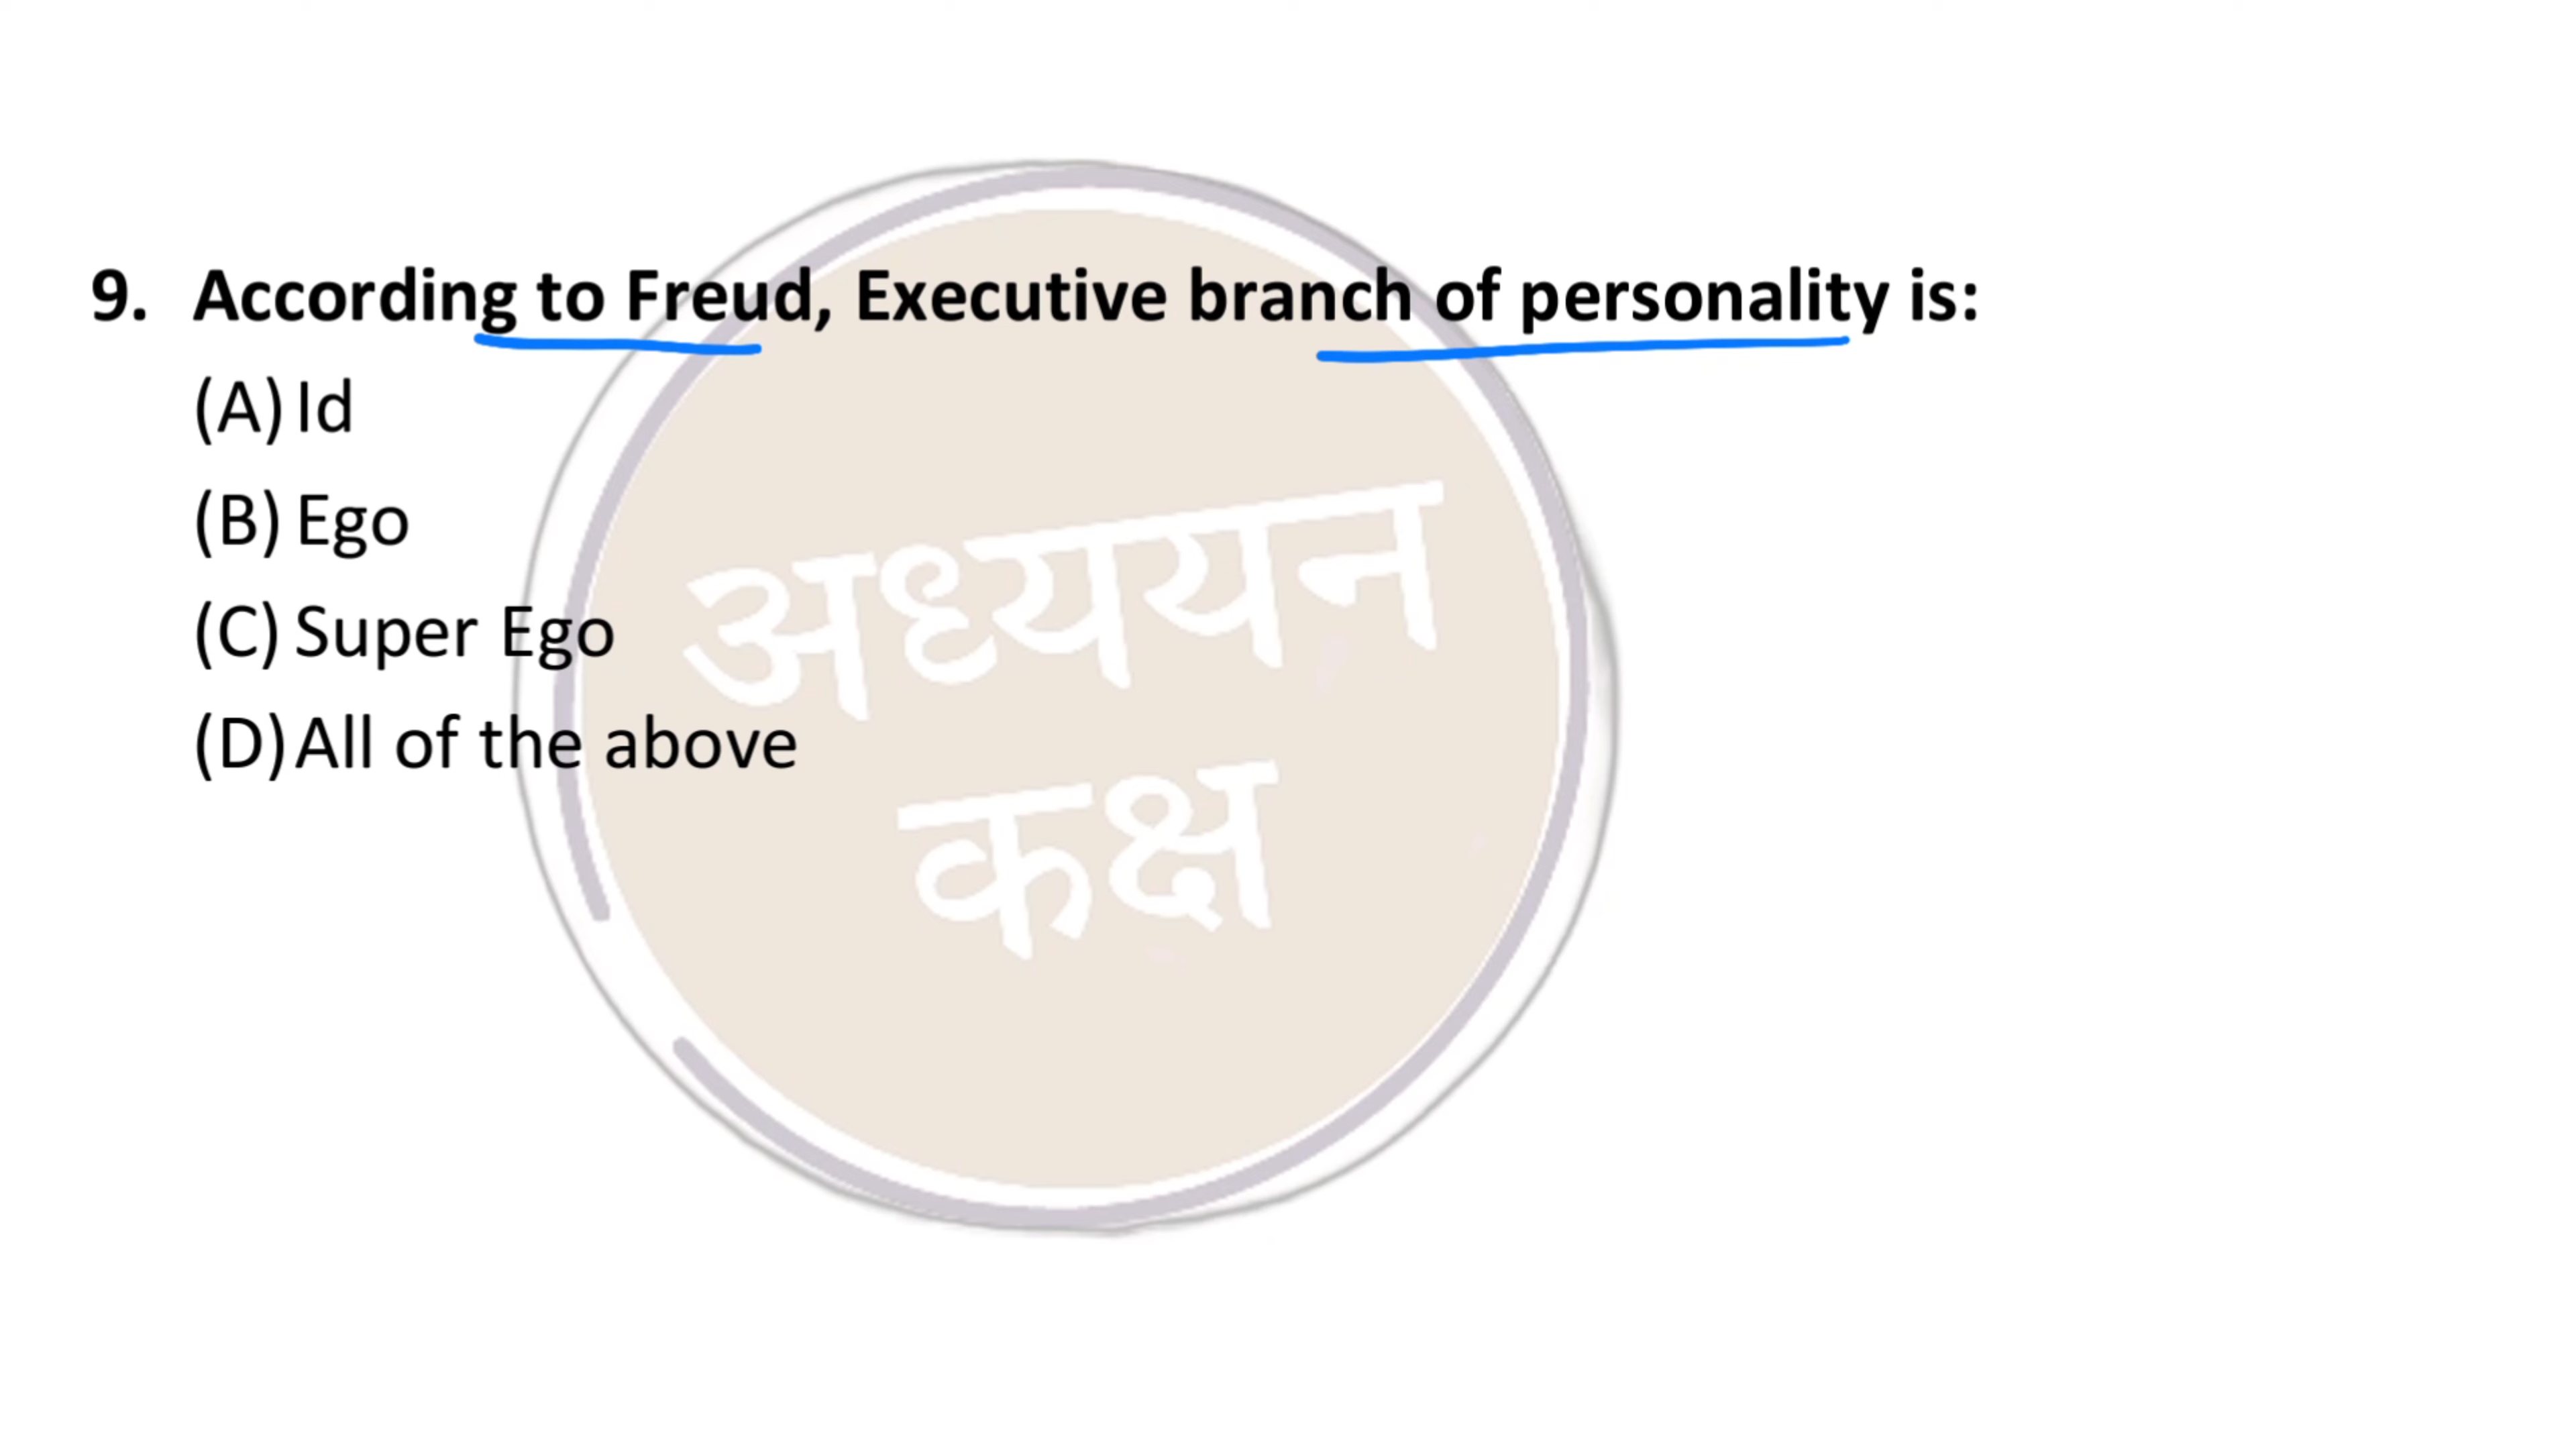 9. According to Freud, Executive branch of personality is:
(A) Id
(B) Ego
(C) Super Ego
(D) All of the above
अध्ययन
कक्ष